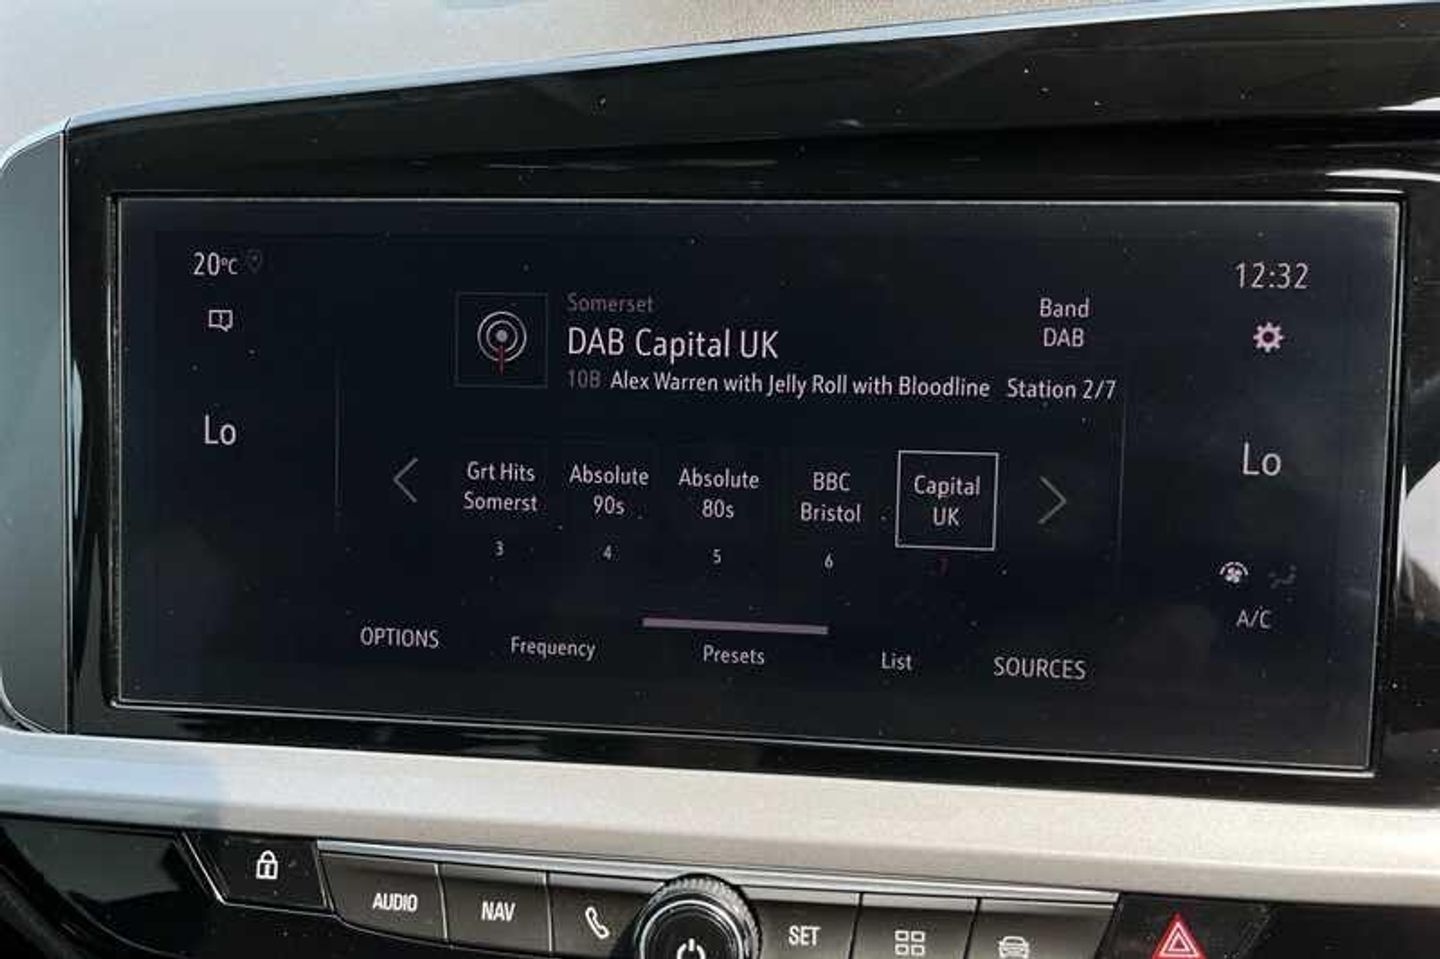 20°C
12:32
Somerset
DAB Capital UK
10B Alex Warren with Jelly Roll with Bloodline
Station 2/7
Band
DAB
Lo
Lo
Grt Hits
Somerst
3
Absolute
90s
4
Absolute
80s
5
BBC
Bristol
6
Capital
UK
7
A/C
OPTIONS
Frequency
Presets
List
SOURCES
AUDIO
NAV
SET